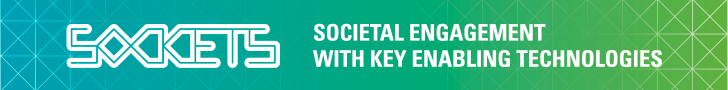 SOCKETS
SOCIETAL ENGAGEMENT
WITH KEY ENABLING TECHNOLOGIES